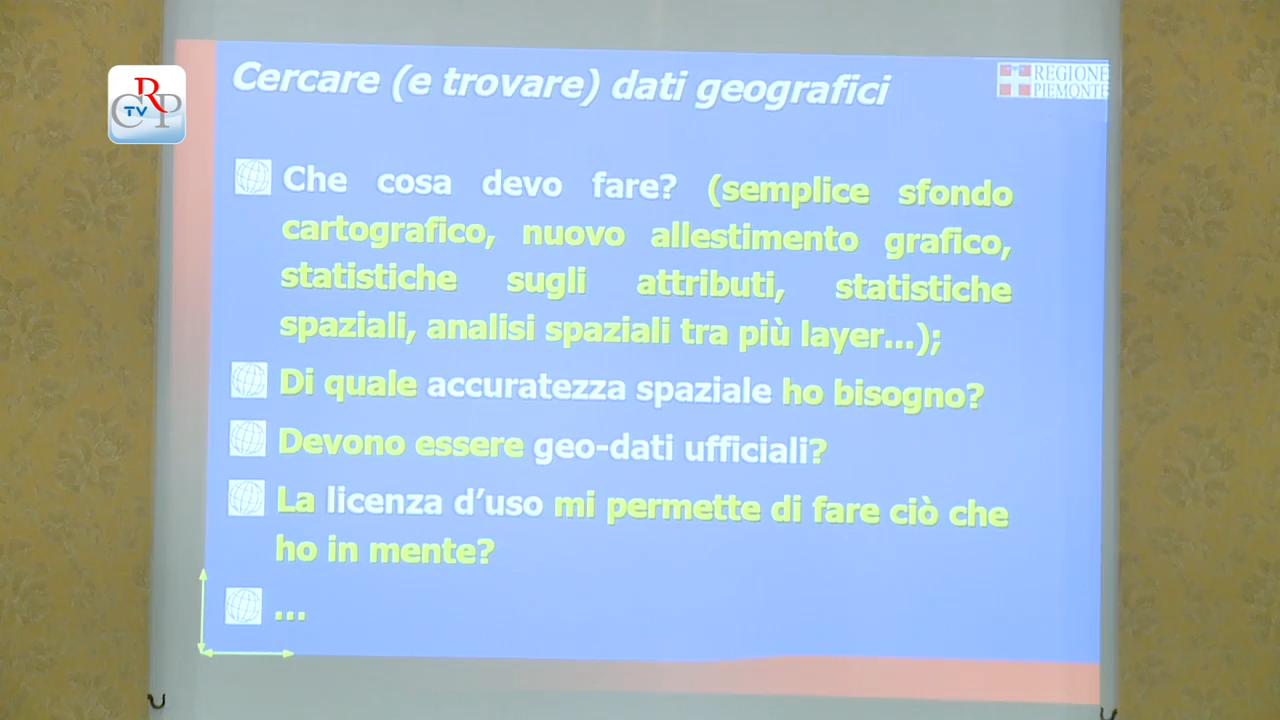 Cercare (e trovare) dati geografici
REGIONE
PIEMONTE
CRP
TV
Che cosa devo fare? (semplice sfondo
cartografico, nuovo allestimento grafico,
statistiche sugli attributi, statistiche
spaziali, analisi spaziali tra più layer...);
Di quale accuratezza spaziale ho bisogno?
Devono essere geo-dati ufficiali?
La licenza d'uso mi permette di fare ciò che
ho in mente?
...